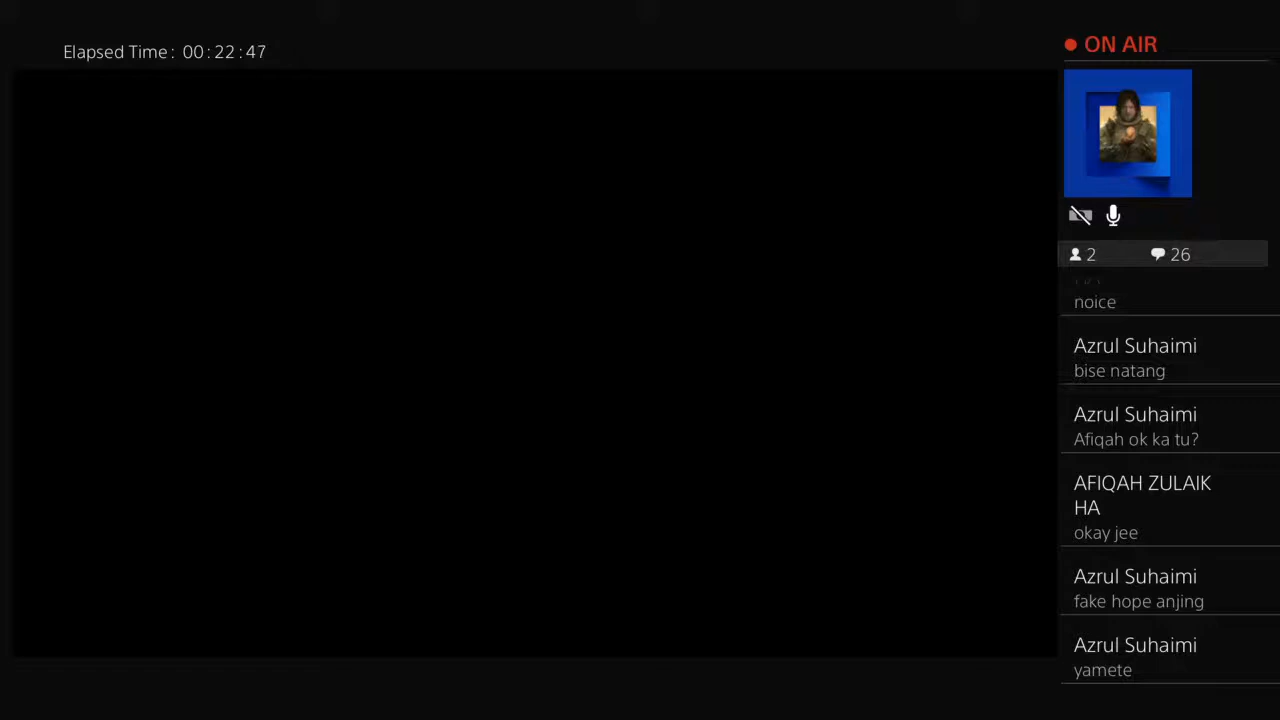 Elapsed Time: 00:22:47
ON AIR
2 26
noice
Azrul Suhaimi
bise natang
Azrul Suhaimi
Afiqah ok ka tu?
AFIQAH ZULAIK
HA
okay jee
Azrul Suhaimi
fake hope anjing
Azrul Suhaimi
yamete